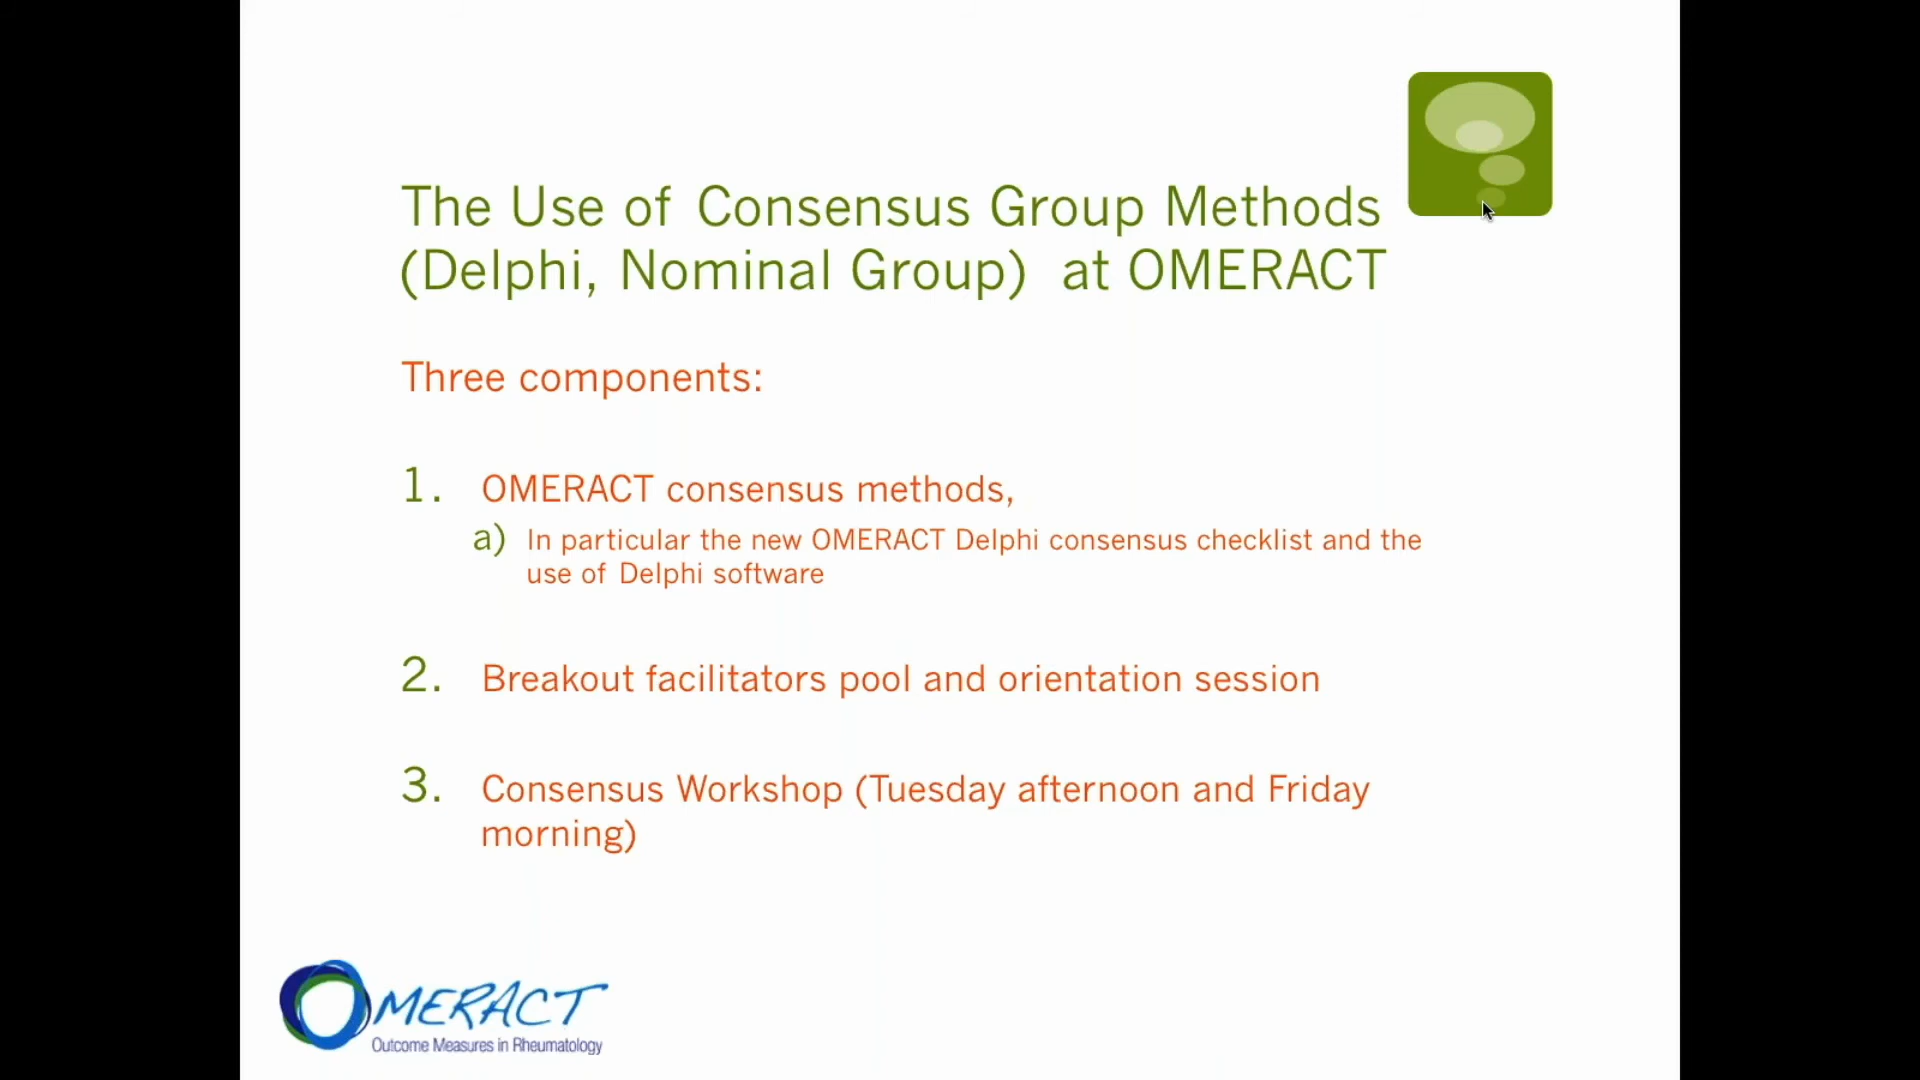 The Use of Consensus Group Methods
(Delphi, Nominal Group) at OMERACT
Three components:
1. OMERACT consensus methods,
a) In particular the new OMERACT Delphi consensus checklist and the
use of Delphi software
2. Breakout facilitators pool and orientation session
3. Consensus Workshop (Tuesday afternoon and Friday
morning)
OMERACT
Outcome Measures in Rheumatology